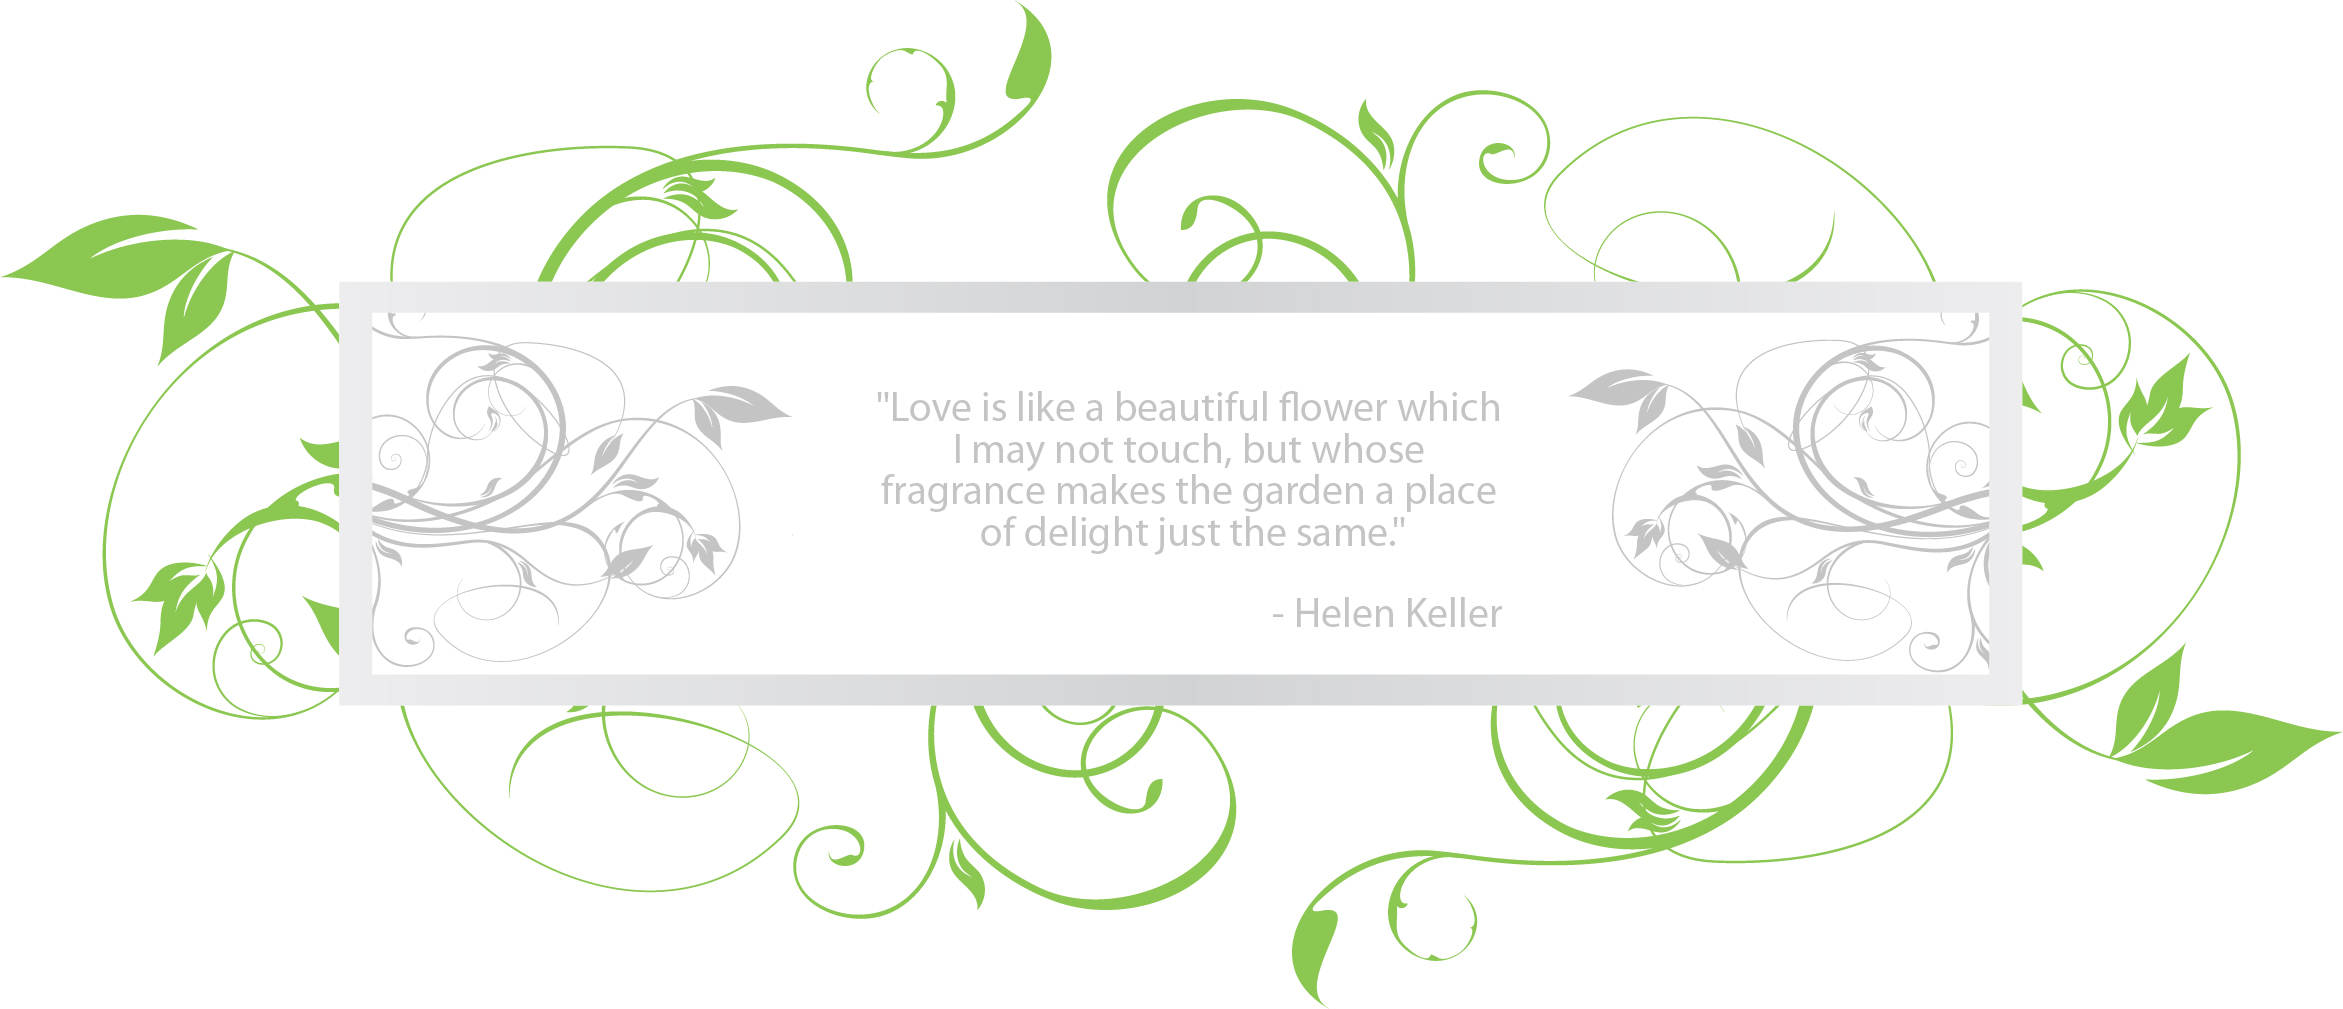 "Love is like a beautiful flower which
I may not touch, but whose
fragrance makes the garden a place
of delight just the same."
- Helen Keller